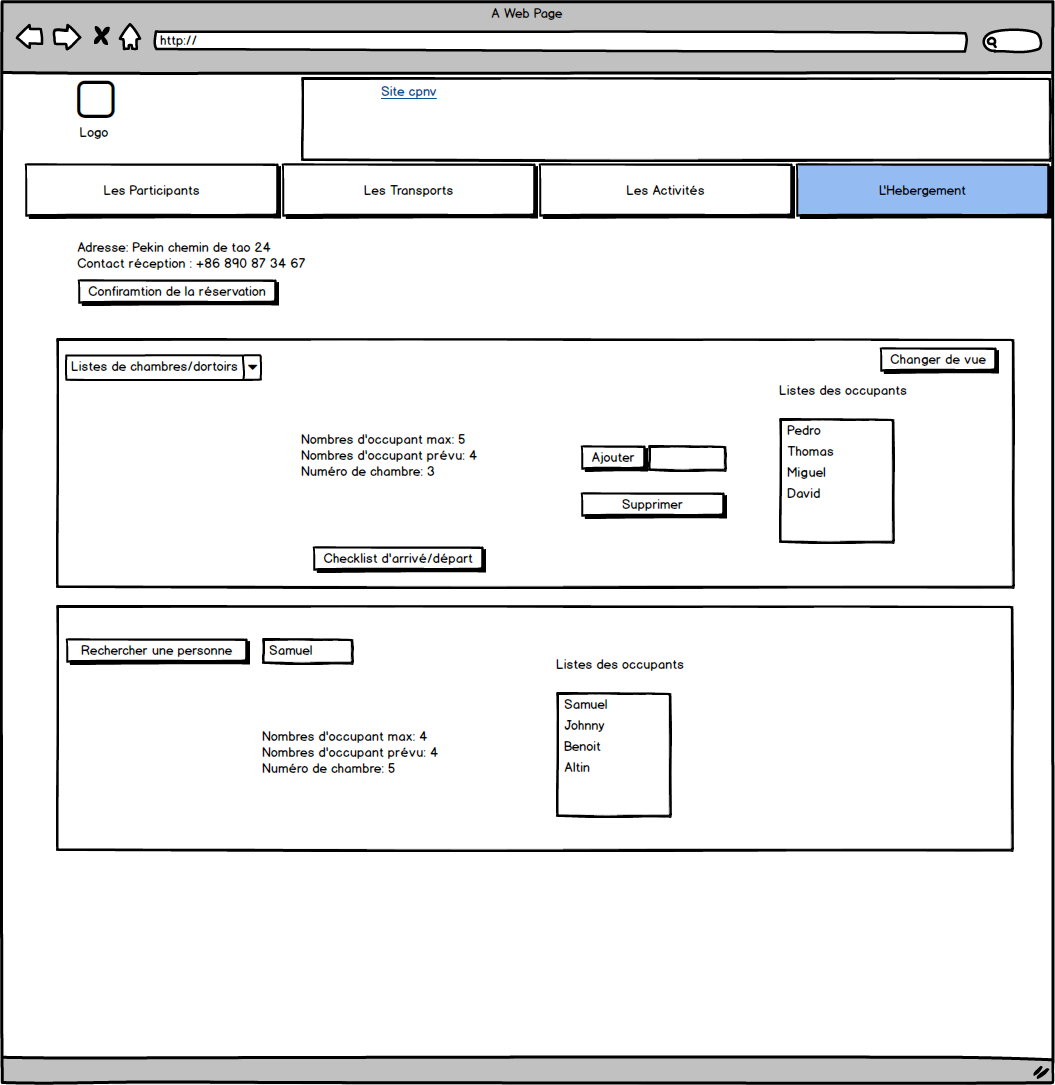 A Web Page
http://
Site cpnv
Logo
Les Participants
Les Transports
Les Activités
L'Hebergement
Adresse: Pekin chemin de tao 24
Contact réception : +86 890 87 34 67
Confiramtion de la réservation
Listes de chambres/dortoirs
Changer de vue
Listes des occupants
Nombres d'occupant max: 5
Nombres d'occupant prévu: 4
Numéro de chambre: 3
Ajouter
Supprimer
Pedro
Thomas
Miguel
David
Checklist d'arrivé/départ
Rechercher une personne
Samuel
Listes des occupants
Nombres d'occupant max: 4
Nombres d'occupant prévu: 4
Numéro de chambre: 5
Samuel
Johnny
Benoit
Altin